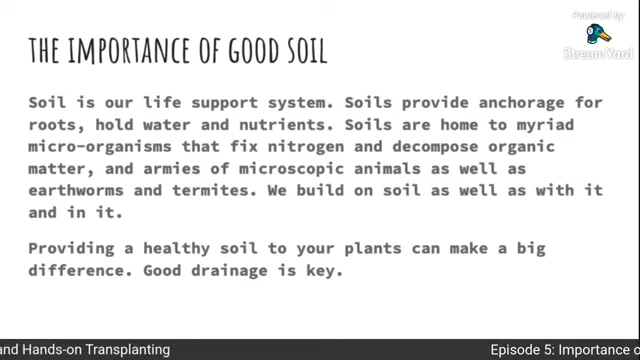 Powered by
StreamYard
THE IMPORTANCE OF GOOD SOIL
Soil is our life support system. Soils provide anchorage for
roots, hold water and nutrients. Soils are home to myriad
micro-organisms that fix nitrogen and decompose organic
matter, and armies of microscopic animals as well as
earthworms and termites. We build on soil as well as with it
and in it.
Providing a healthy soil to your plants can make a big
difference. Good drainage is key.
and Hands-on Transplanting
Episode 5: Importance o